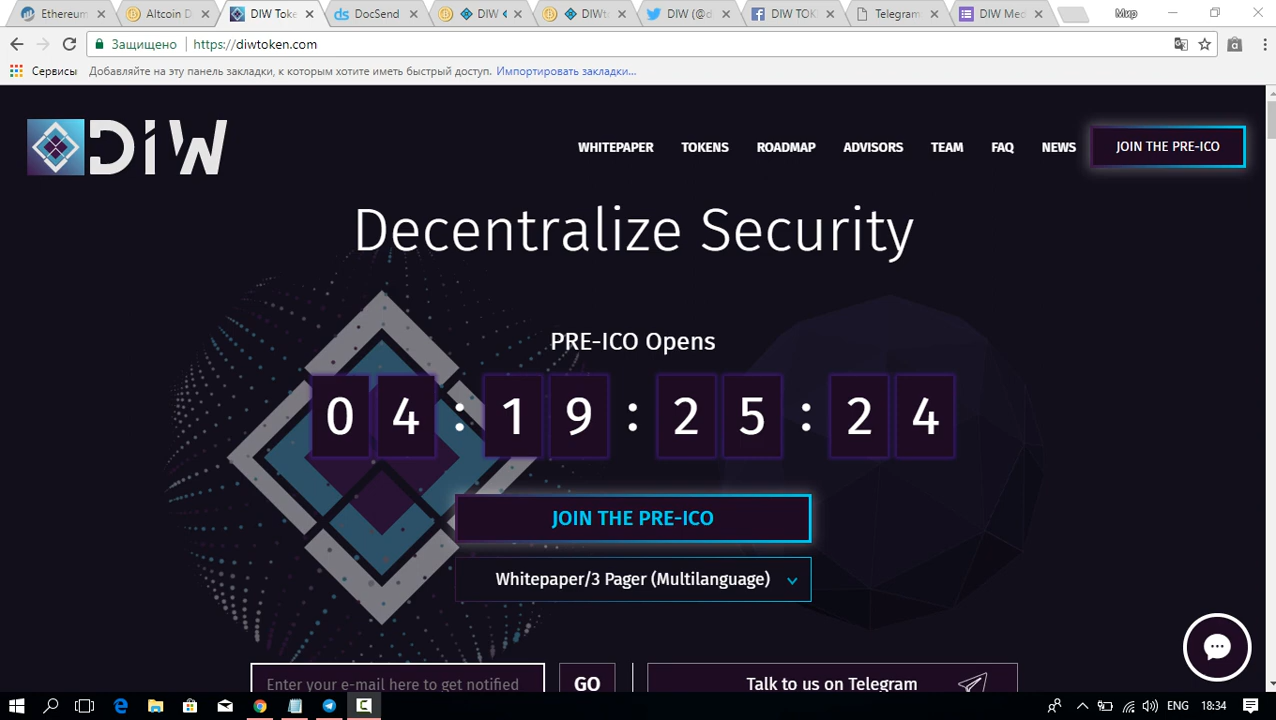 Ethereum
Altcoin D
DIW Toke
DocSend
DIW
DIWt
DIW (@d
DIW TOK
Telegram
DIW Med
Мир
Защищено
https://diwtoken.com
Сервисы
Добавляйте на эту панель закладки, к которым хотите иметь быстрый доступ. Импортировать закладки...
DiW
WHITEPAPER
TOKENS
ROADMAP
ADVISORS
TEAM
FAQ
NEWS
JOIN THE PRE-ICO
Decentralize Security
PRE-ICO Opens
04 : 19 : 25 : 24
JOIN THE PRE-ICO
Whitepaper/3 Pager (Multilanguage)
Enter your e-mail here to get notified
GO
Talk to us on Telegram
ENG
18:34